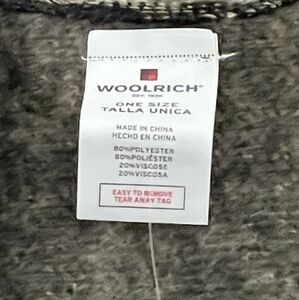 WOOLRICH®
EST. 1830
ONE SIZE
TALLA UNICA
MADE IN CHINA
HECHO EN CHINA
80%POLYESTER
80%POLIÉSTER
20%VISCOSE
20%VISCOSA
EASY TO REMOVE
TEAR AWAY TAG